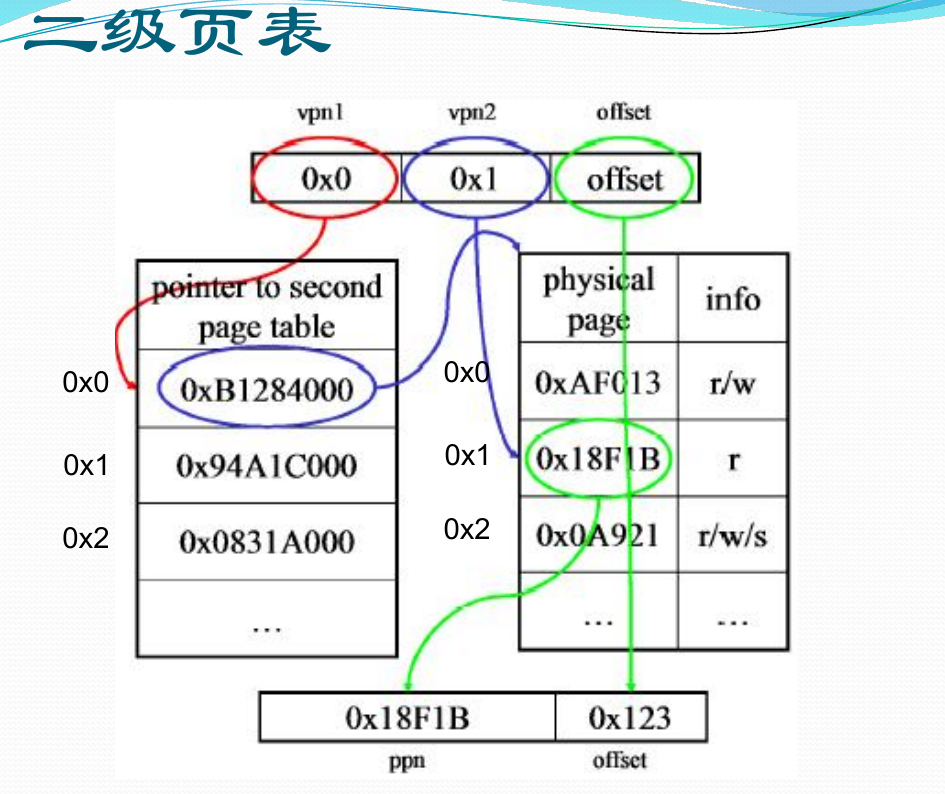 二级页表
vpn1 vpn2 offset
0x0 0x1 offset
pointer to second
page table
0x0 0xB1284000
0x1 0x94A1C000
0x2 0x0831A000
...
physical
page
info
0x0 0xAF013 r/w
0x1 0x18F1B r
0x2 0x0A921 r/w/s
... ...
0x18F1B 0x123
ppn offset